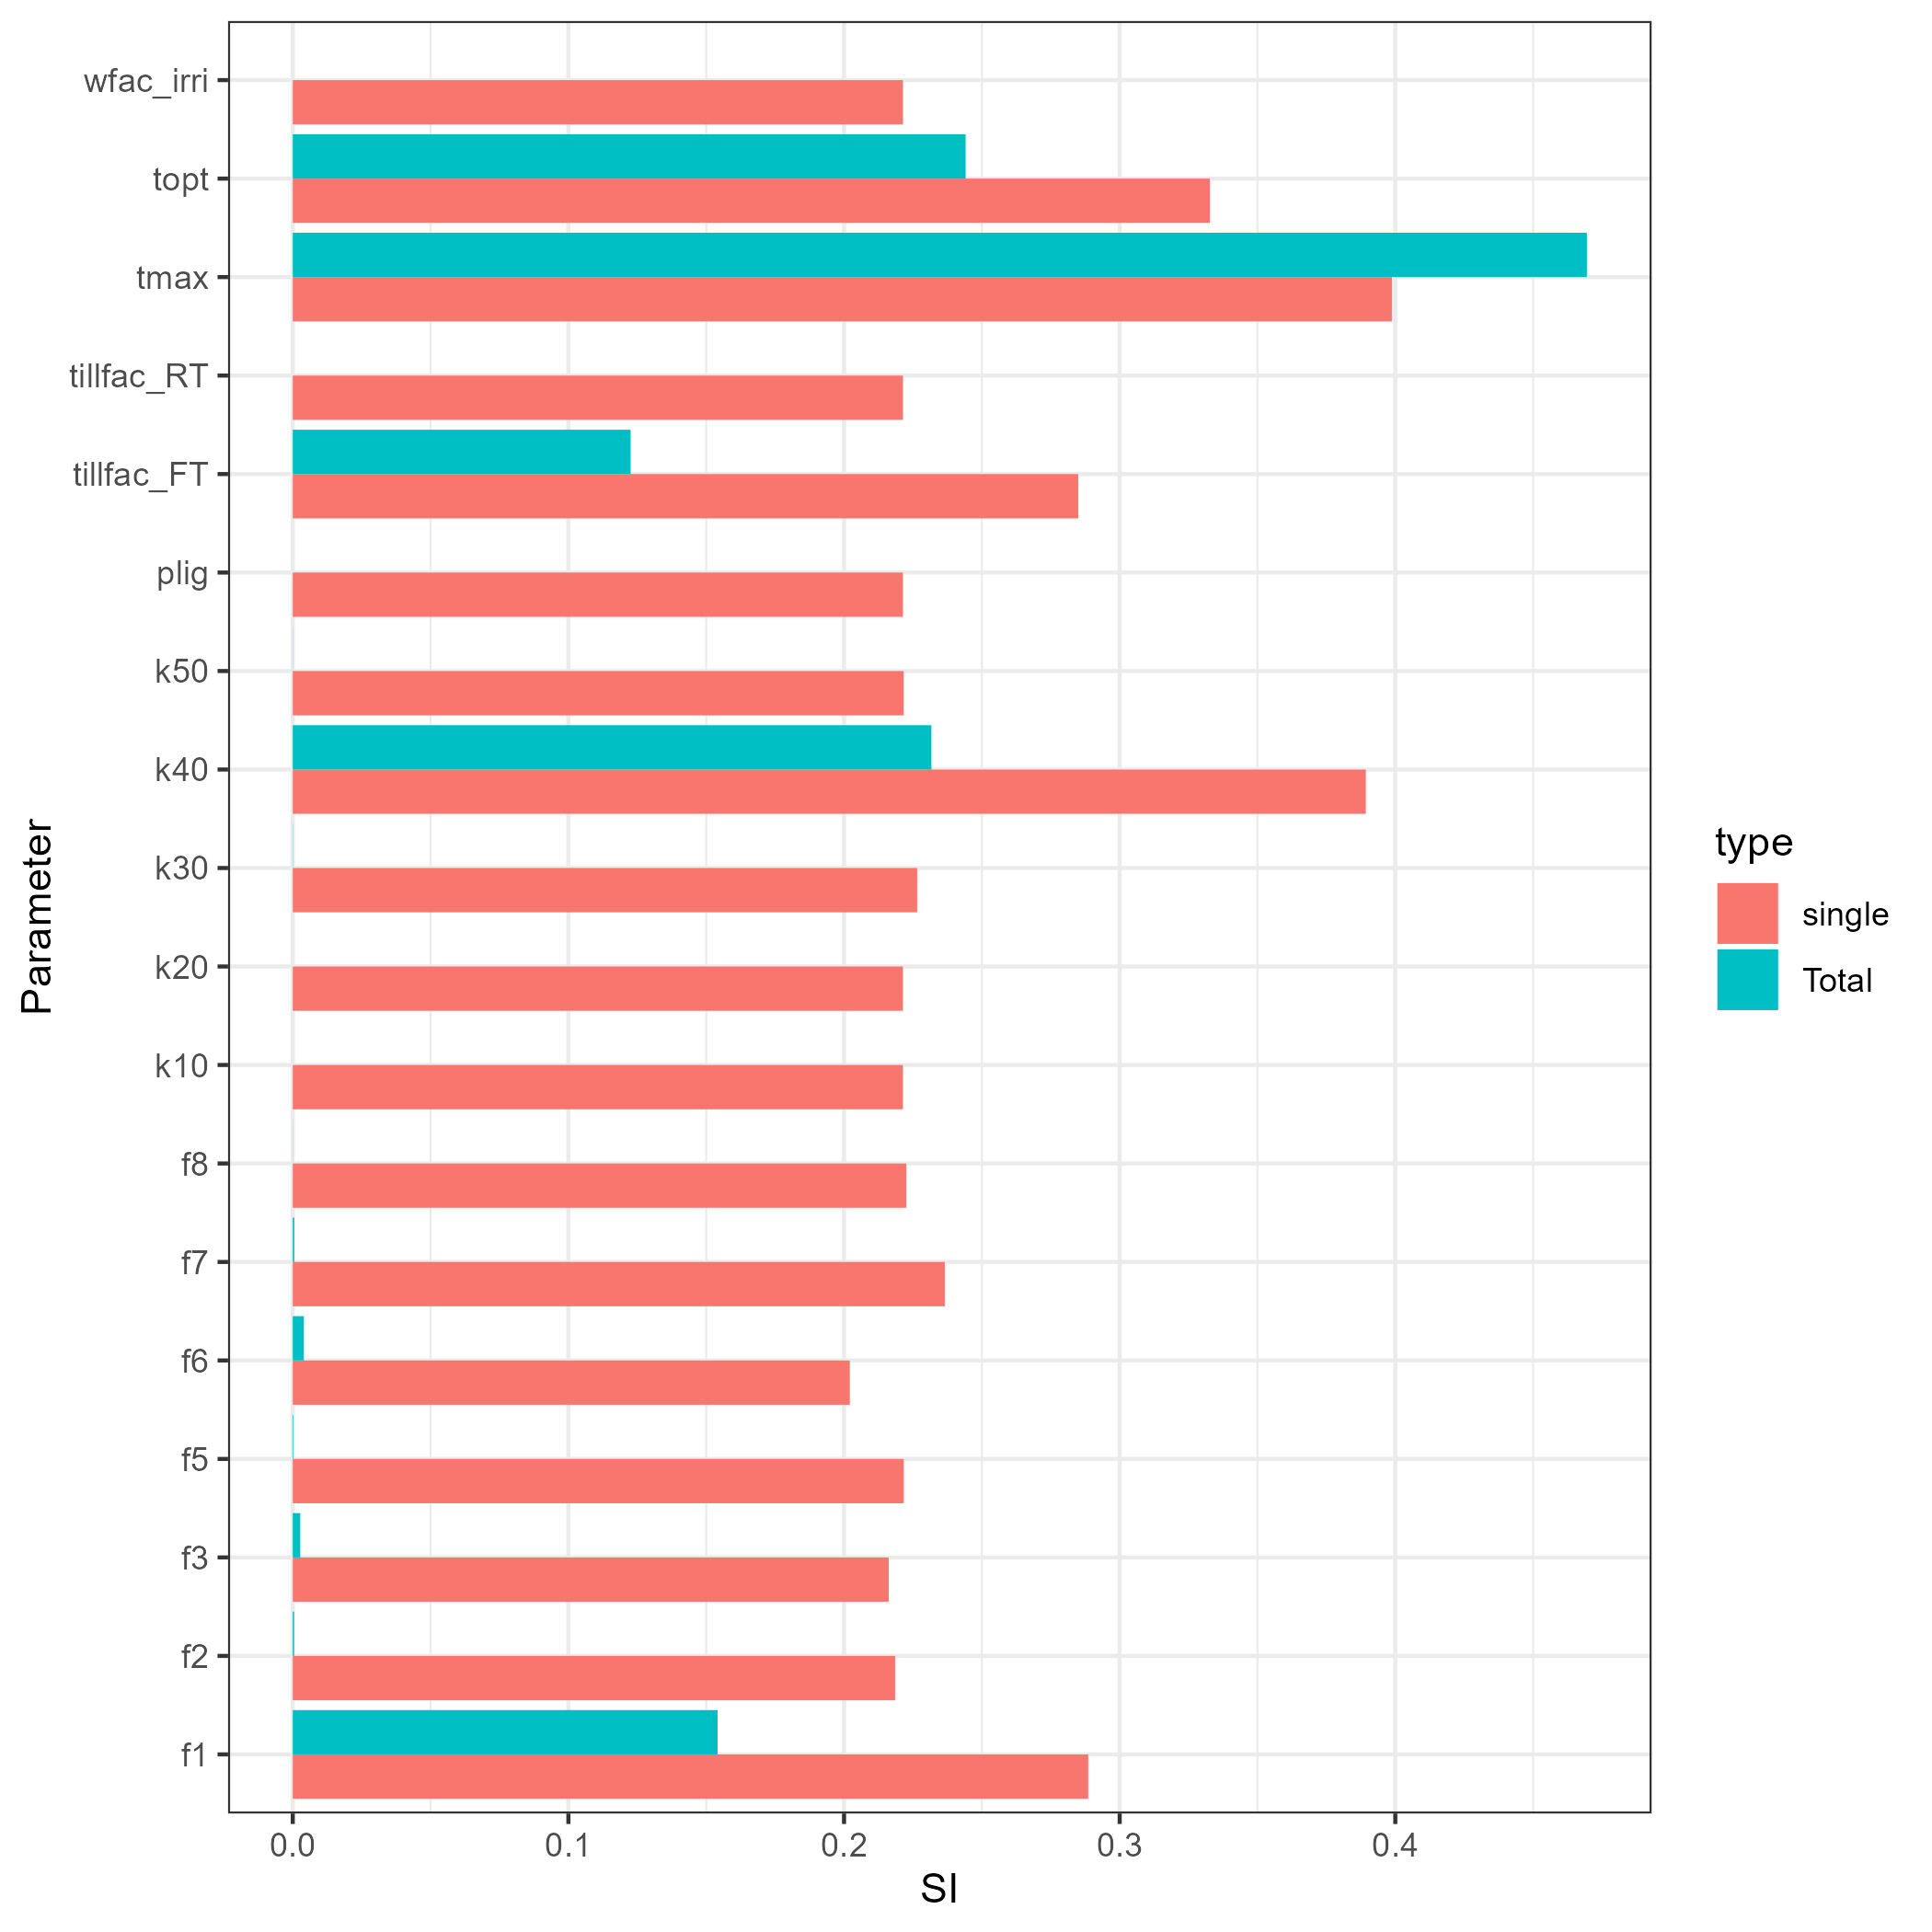 wfac_irri
topt
tmax
tillfac_RT
tillfac_FT
plig
k50
k40
k30
k20
k10
f8
f7
f6
f5
f3
f2
f1
Parameter
0.0 0.1 0.2 0.3 0.4
SI
type
single
Total